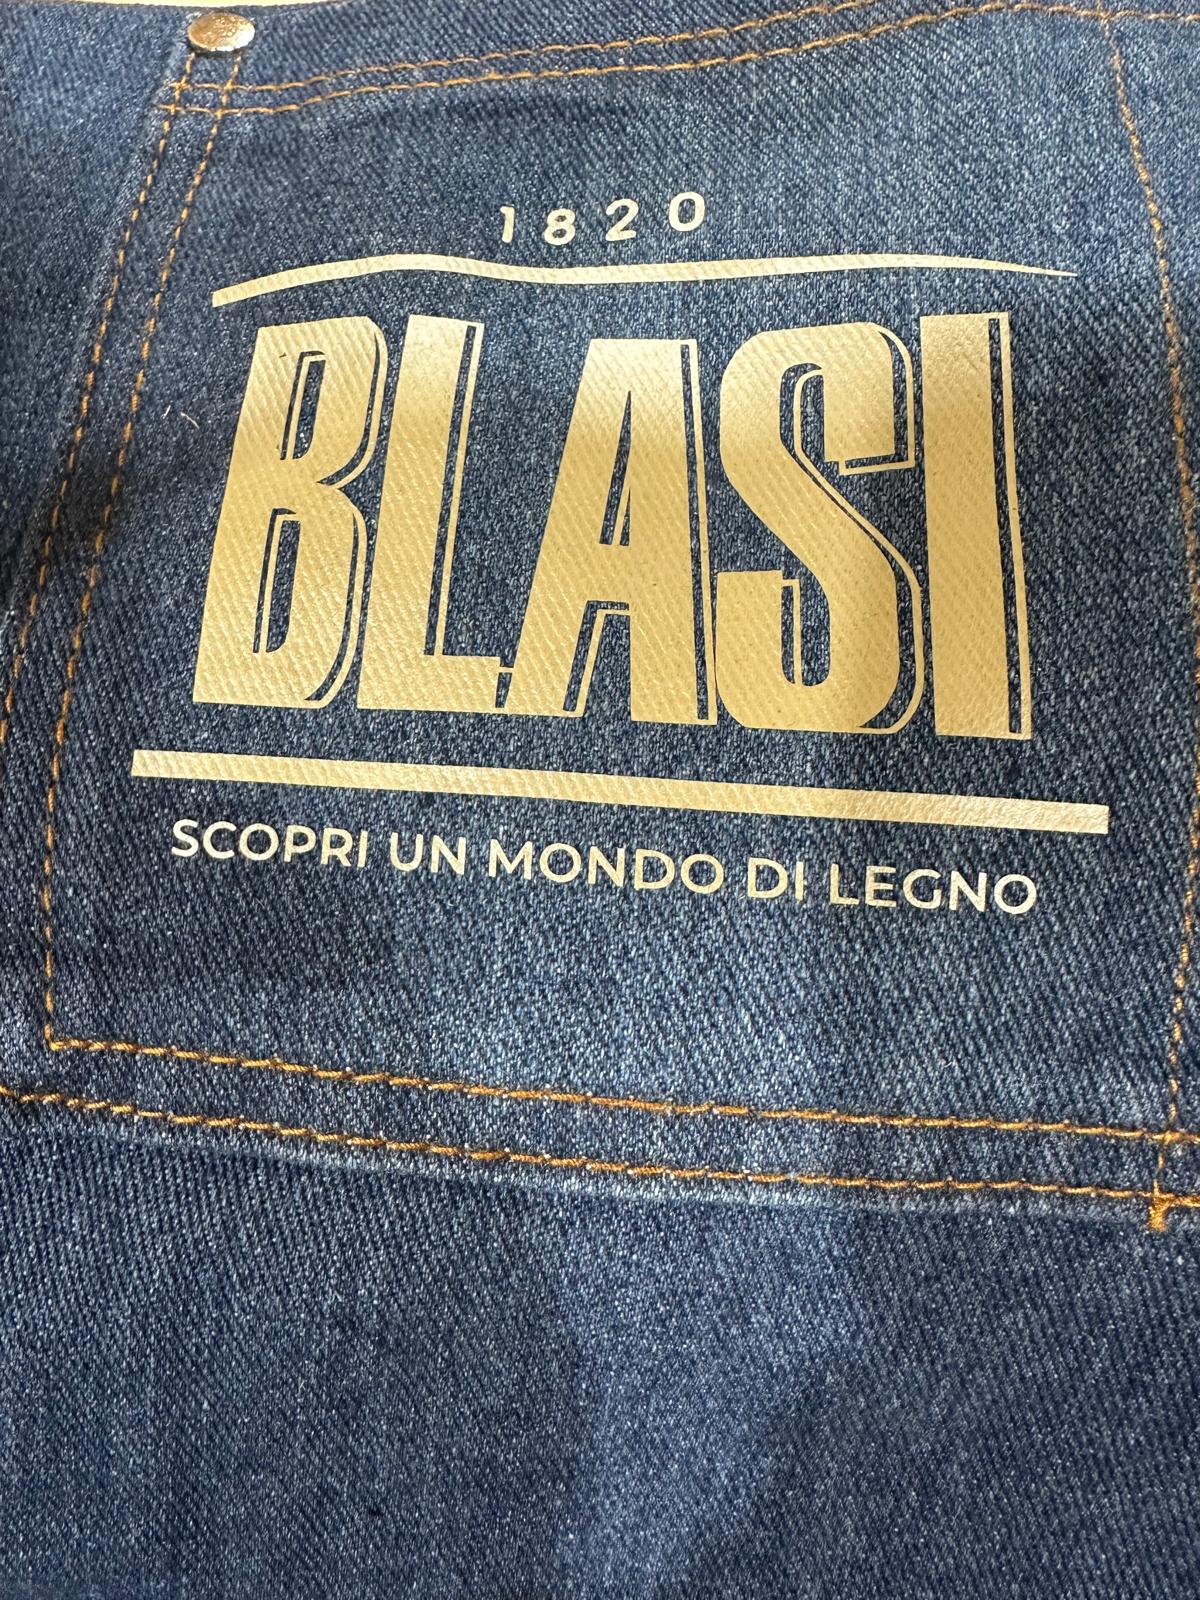 1820
BLASI
SCOPRI UN MONDO DI LEGNO